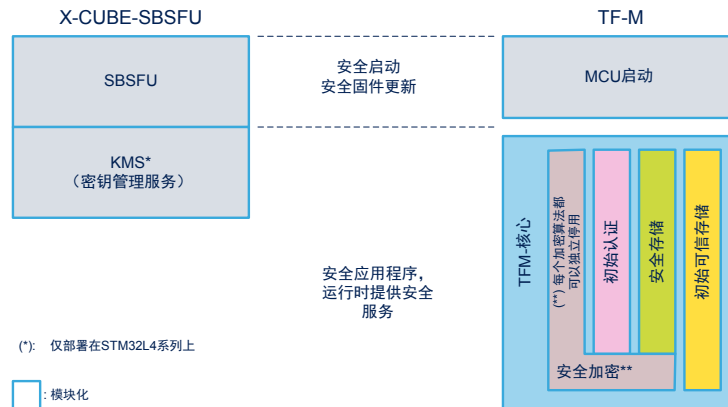 X-CUBE-SBSFU
TF-M
SBSFU
安全启动
安全固件更新
MCU启动
KMS*
（密钥管理服务）
TFM-核心
(**) 每个加密算法都
可以独立停用
初始认证
安全存储
初始可信存储
安全应用程序，
运行时提供安全
服务
安全加密**
(*): 仅部署在STM32L4系列上
: 模块化